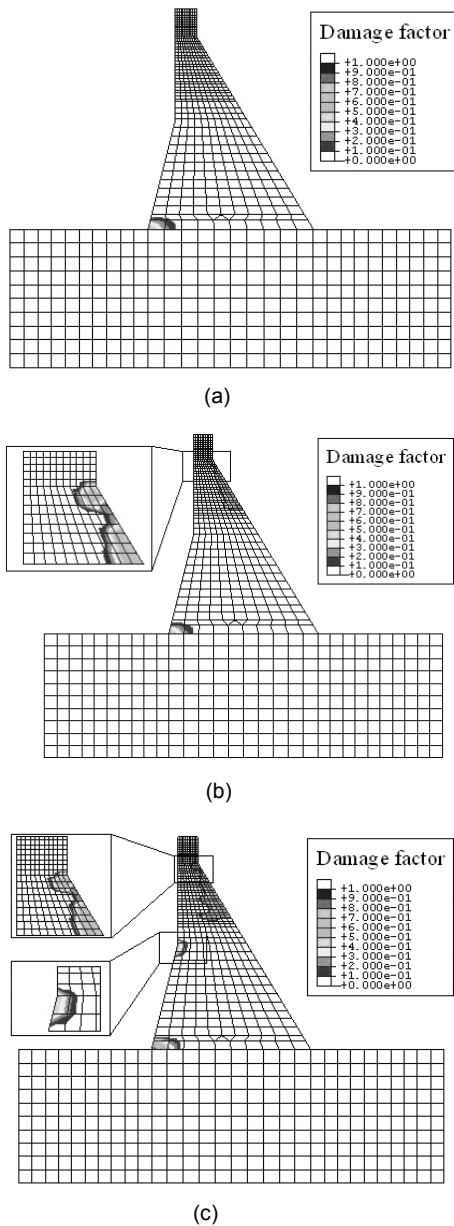 Damage factor
+1.000e+00
+9.000e-01
+8.000e-01
+7.000e-01
+6.000e-01
+5.000e-01
+4.000e-01
+3.000e-01
+2.000e-01
+1.000e-01
+0.000e+00
(a)
Damage factor
+1.000e+00
+9.000e-01
+8.000e-01
+7.000e-01
+6.000e-01
+5.000e-01
+4.000e-01
+3.000e-01
+2.000e-01
+1.000e-01
+0.000e+00
(b)
Damage factor
+1.000e+00
+9.000e-01
+8.000e-01
+7.000e-01
+6.000e-01
+5.000e-01
+4.000e-01
+3.000e-01
+2.000e-01
+1.000e-01
+0.000e+00
(c)